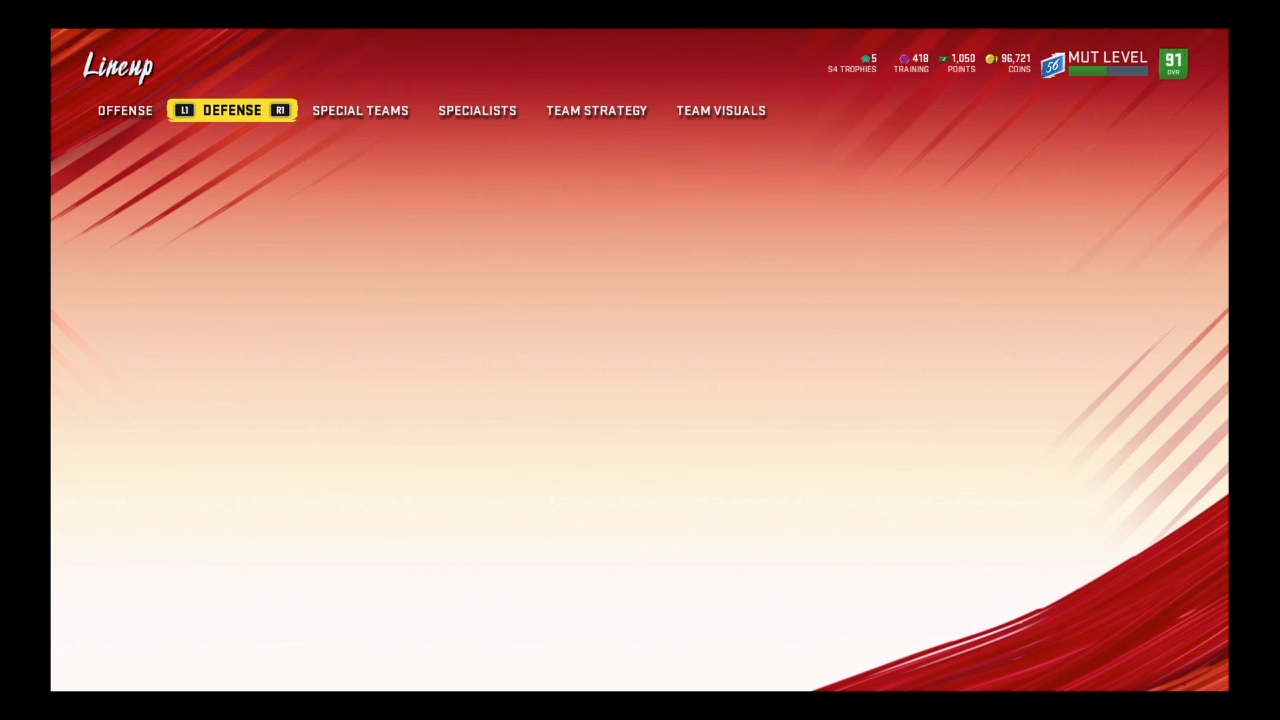 Lineup
5
S4 TROPHIES
418
TRAINING
1,050
POINTS
96,721
COINS
56
MUT LEVEL
91
OVR
OFFENSE
L1 DEFENSE R1
SPECIAL TEAMS
SPECIALISTS
TEAM STRATEGY
TEAM VISUALS